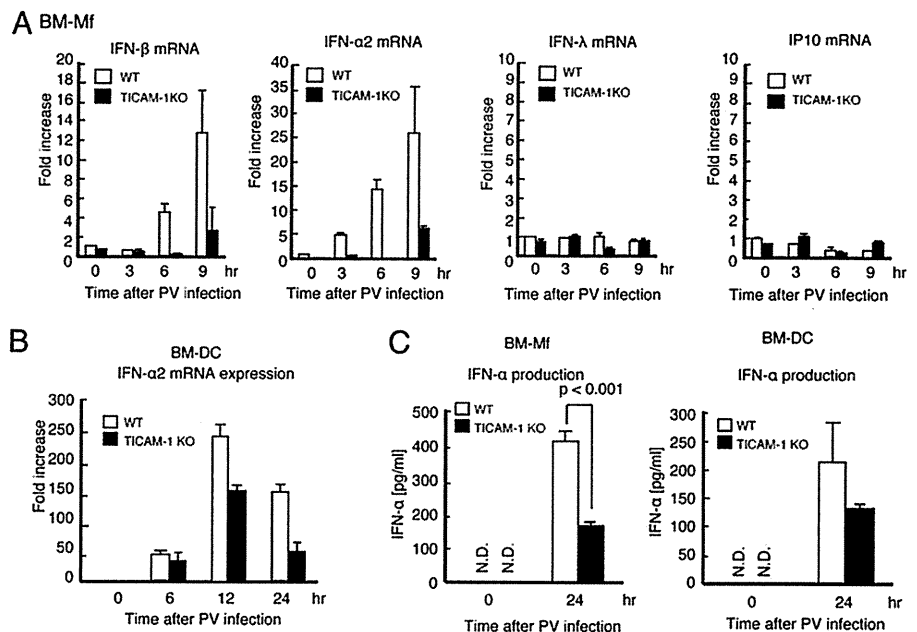 A BM-Mf
IFN-β mRNA
Fold increase
20
18
16
14
12
10
8
6
4
2
0
WT
TICAM-1KO
0 3 6 9 hr
Time after PV infection
IFN-α2 mRNA
Fold increase
40
35
30
25
20
15
10
5
0
WT
TICAM-1KO
0 3 6 9 hr
Time after PV infection
IFN-λ mRNA
Fold increase
10
9
8
7
6
5
4
3
2
1
0
WT
TICAM-1KO
0 3 6 9 hr
Time after PV infection
IP10 mRNA
Fold increase
10
9
8
7
6
5
4
3
2
1
0
WT
TICAM-1KO
0 3 6 9 hr
Time after PV infection
B
BM-DC
IFN-α2 mRNA expression
Fold increase
300
250
200
150
100
50
0
WT
TICAM-1 KO
0 6 12 24 hr
Time after PV infection
C
BM-Mf
IFN-α production
p < 0.001
IFN-α [pg/ml]
500
400
300
200
100
0
WT
TICAM-1 KO
N.D. N.D.
0 24 hr
Time after PV infection
BM-DC
IFN-α production
IFN-α [pg/ml]
300
250
200
150
100
50
0
WT
TICAM-1 KO
N.D. N.D.
0 24 hr
Time after PV infection